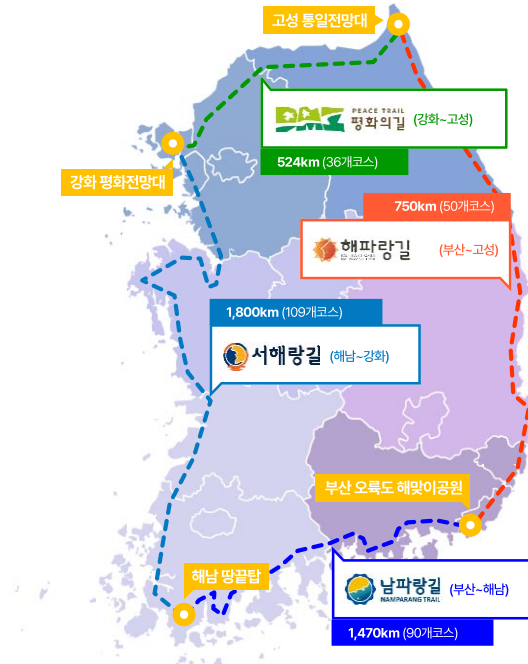 고성 통일전망대
DMZ PEACE TRAIL
평화의길 (강화~고성)
524km (36개코스)
강화 평화전망대
750km (50개코스)
해파랑길 (부산~고성)
1,800km (109개코스)
서해랑길 (해남~강화)
부산 오륙도 해맞이공원
해남 땅끝탑
남파랑길 (부산~해남)
NAMPARANG TRAIL
1,470km (90개코스)